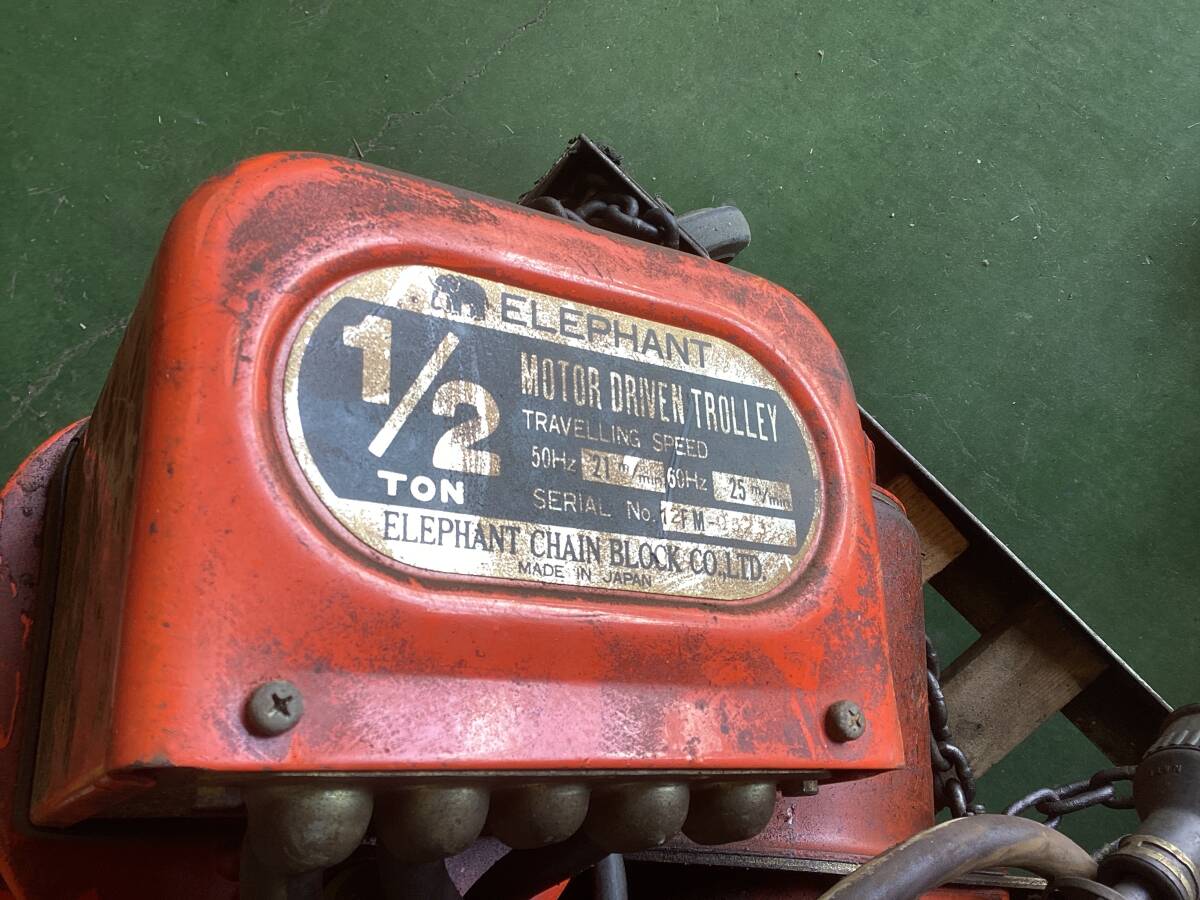 ELEPHANT
1/2
TON
MOTOR DRIVEN TROLLEY
TRAVELLING SPEED
50Hz 21 m/min 60Hz 25 m/min
SERIAL No.
ELEPHANT CHAIN BLOCK CO.,LTD.
MADE IN JAPAN